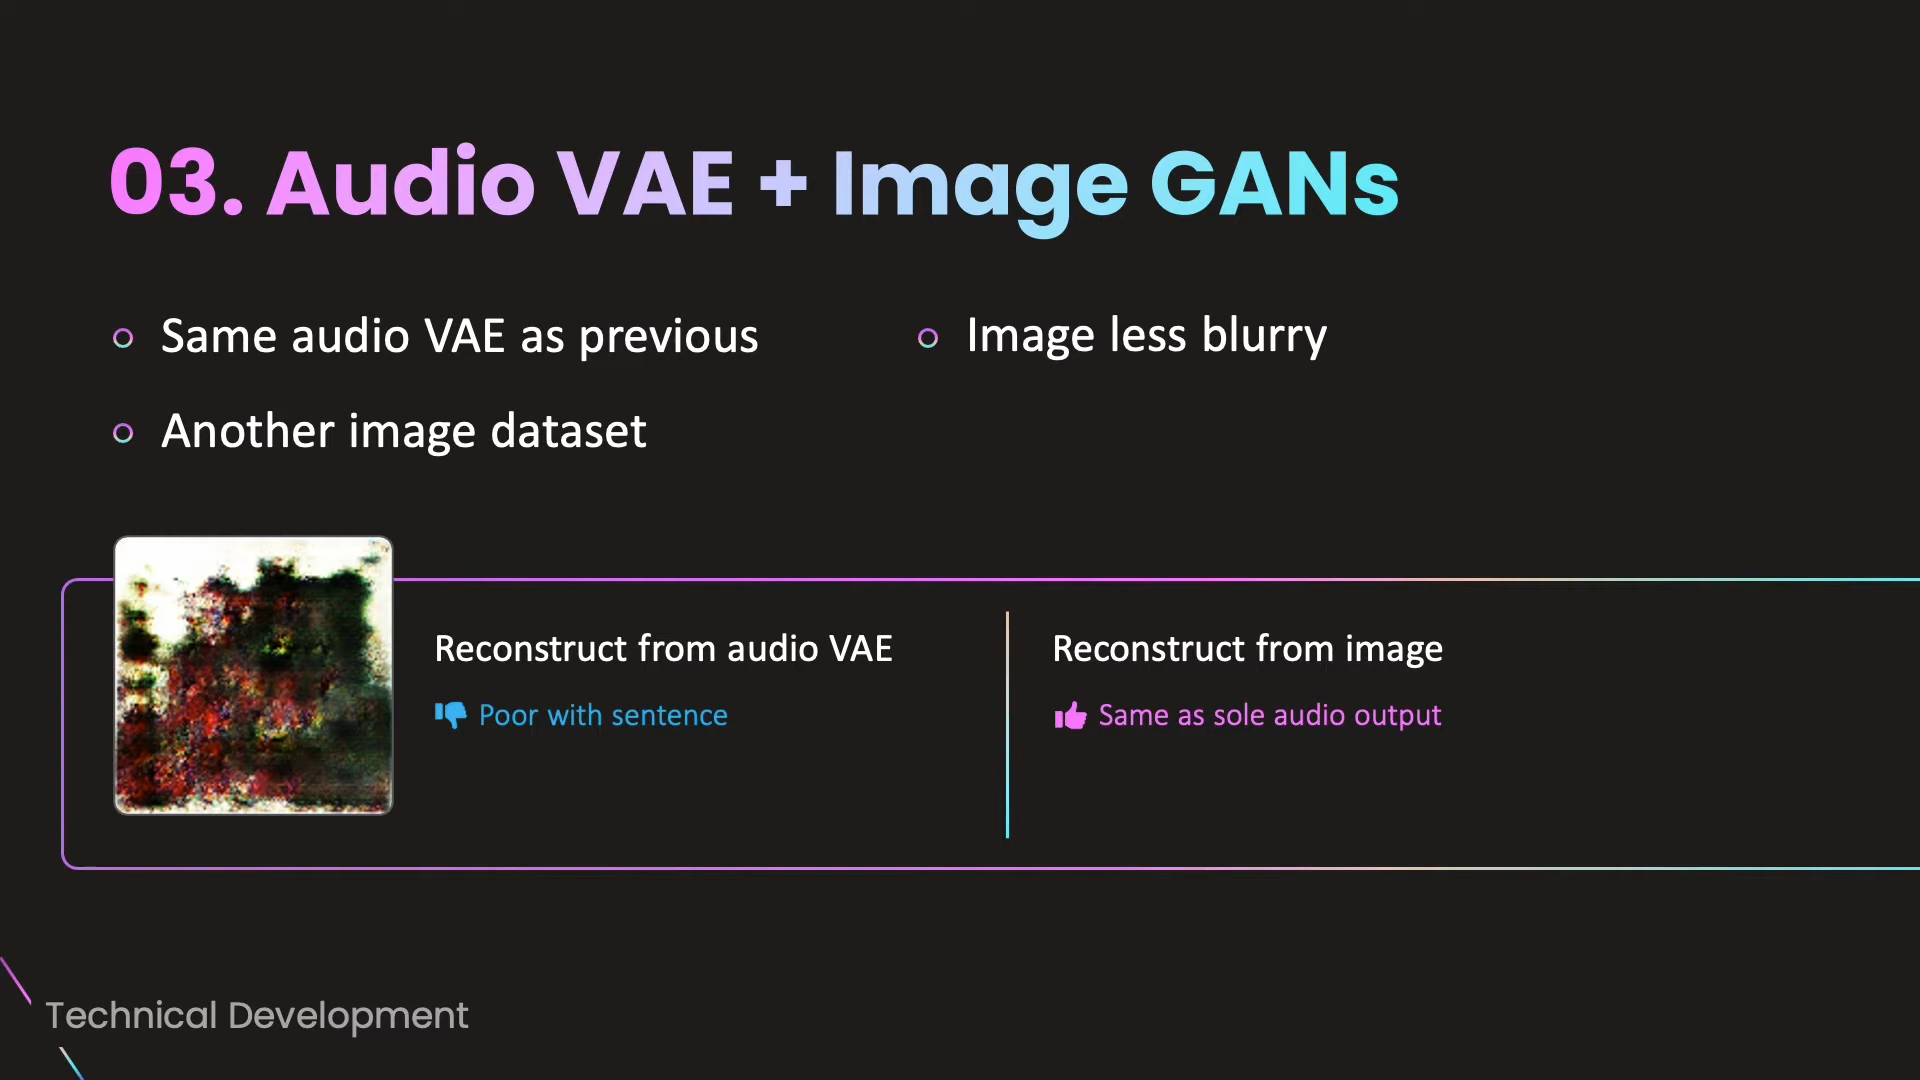 03. Audio VAE + Image GANs
Same audio VAE as previous
Another image dataset
Image less blurry
Reconstruct from audio VAE
Poor with sentence
Reconstruct from image
Same as sole audio output
Technical Development